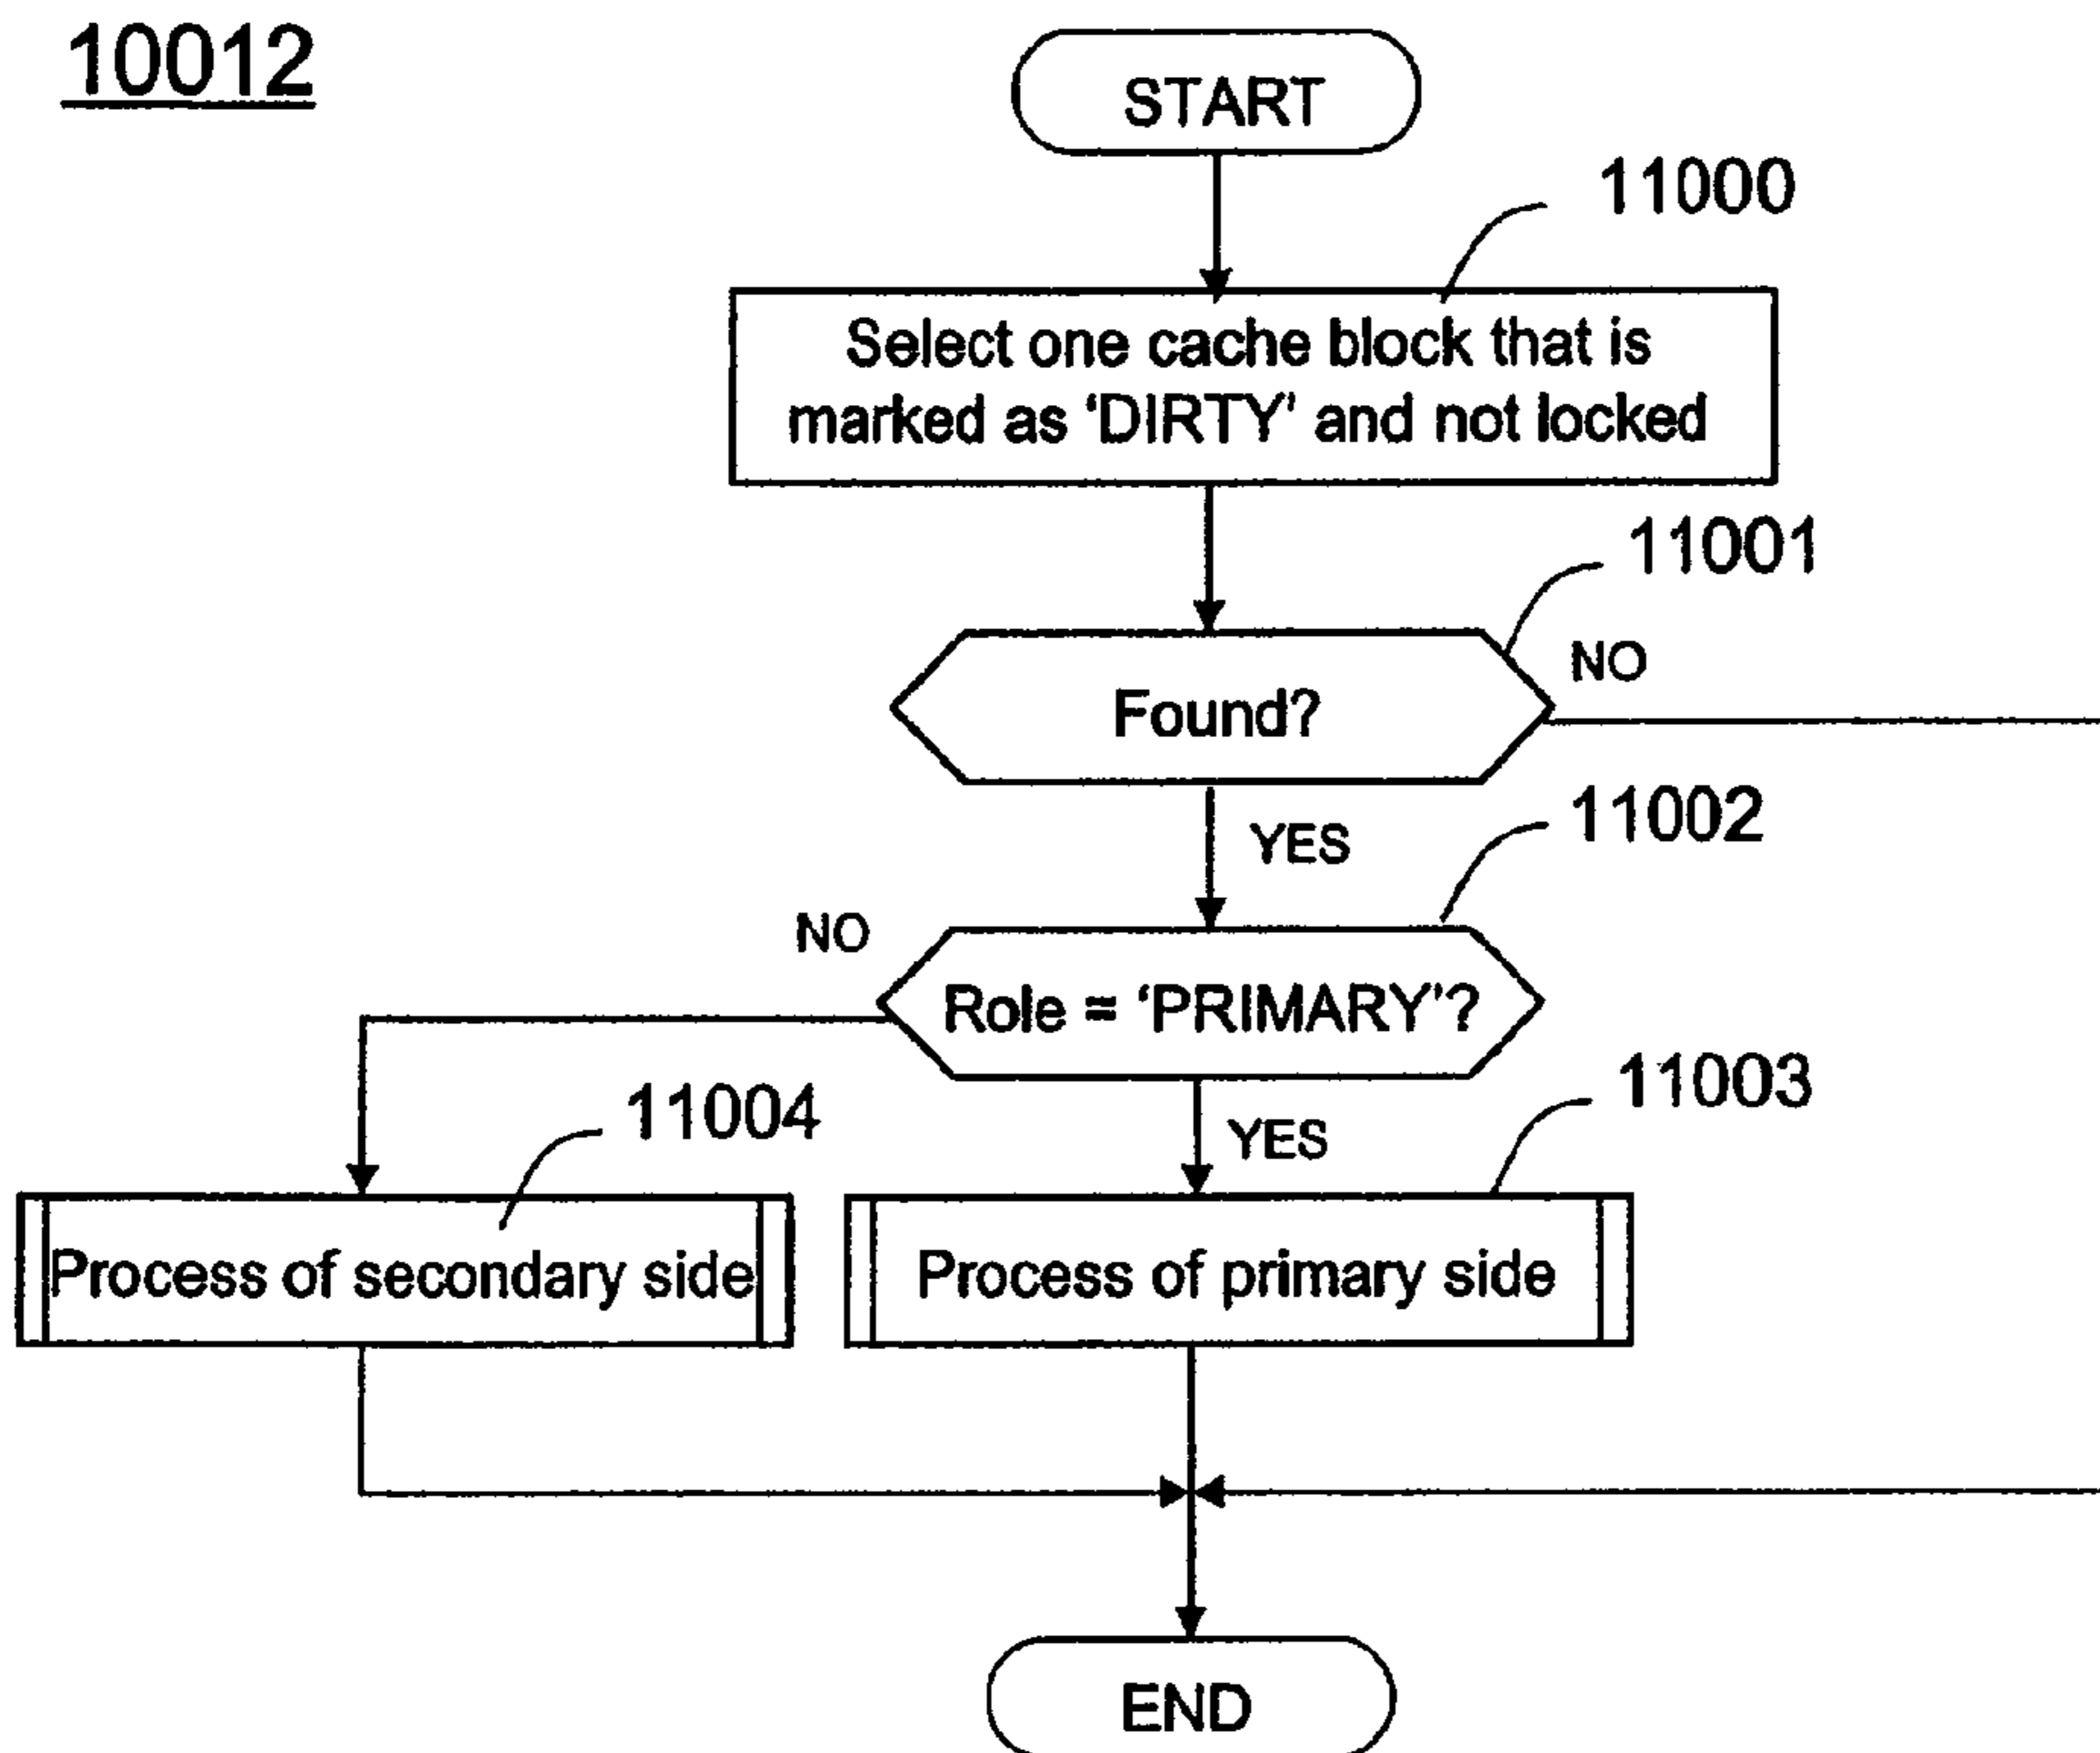 10012
START
11000
Select one cache block that is
marked as ‘DIRTY’ and not locked
11001
Found?
NO
YES
11002
NO
Role = ‘PRIMARY’?
11003
YES
11004
Process of secondary side
Process of primary side
END